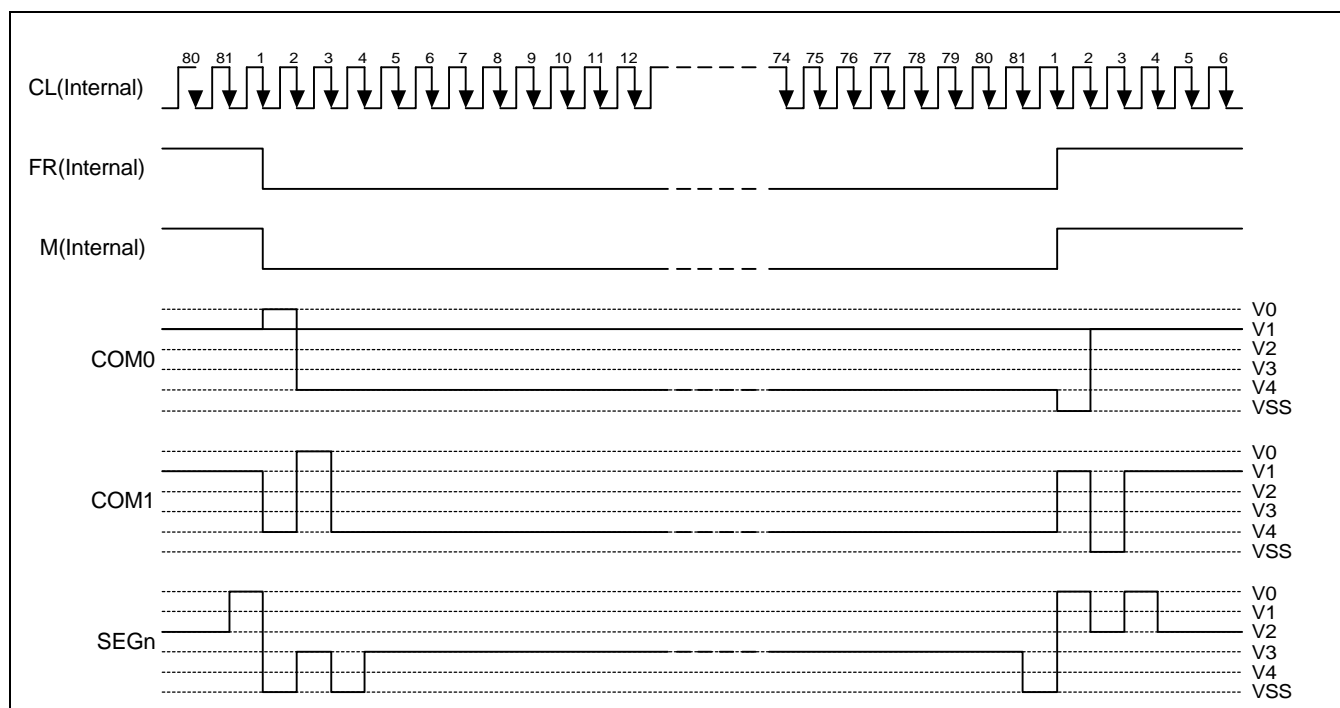 80 81 1 2 3 4 5 6 7 8 9 10 11 12 74 75 76 77 78 79 80 81 1 2 3 4 5 6
CL(Internal)
FR(Internal)
M(Internal)
COM0
V0
V1
V2
V3
V4
VSS
COM1
V0
V1
V2
V3
V4
VSS
SEGn
V0
V1
V2
V3
V4
VSS